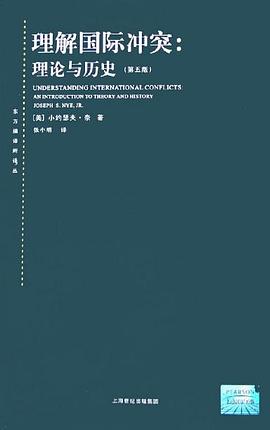 理解国际冲突：
理论与历史（第五版）
UNDERSTANDING INTERNATIONAL CONFLICTS:
AN INTRODUCTION TO THEORY AND HISTORY
JOSEPH S. NYE, JR.
［美］小约瑟夫·奈 著
张小明 译
东方编译所译丛
上海世纪出版集团
PEARSON